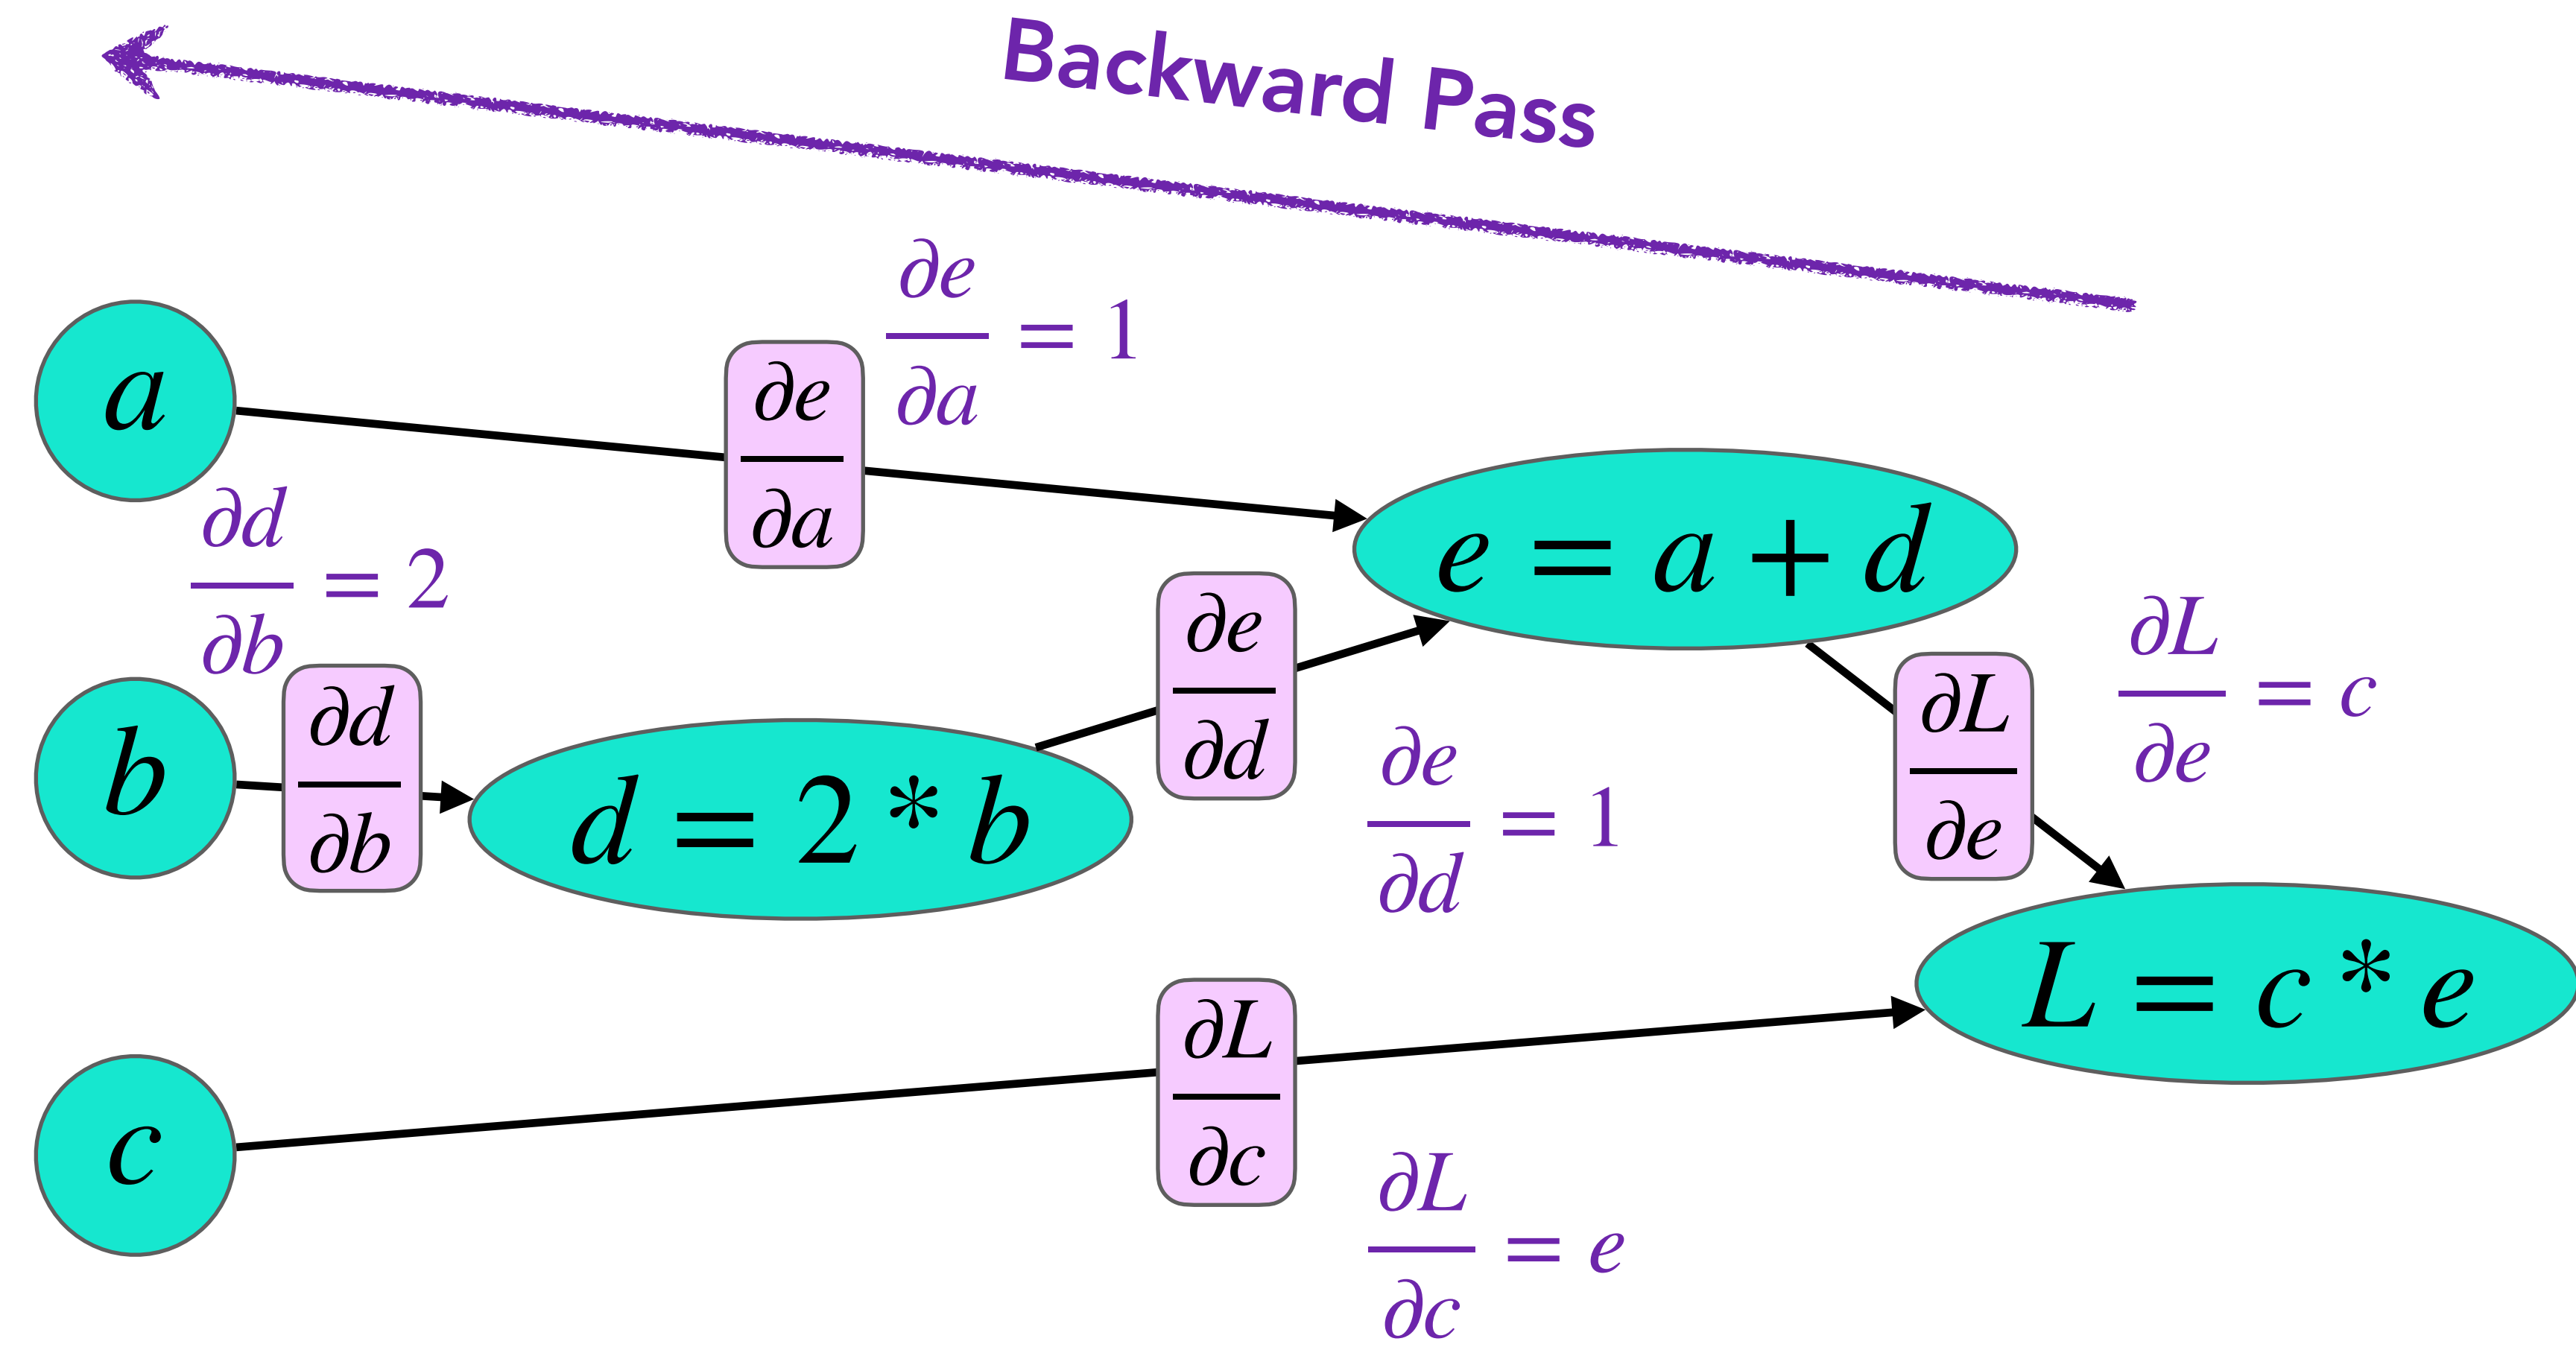 Backward Pass
∂e/∂a = 1
a
∂e/∂a
∂d/∂b = 2
e = a + d
∂e/∂d
∂L/∂e = c
b
∂d/∂b
d = 2 * b
∂L/∂e
∂e/∂d = 1
L = c * e
c
∂L/∂c
∂L/∂c = e